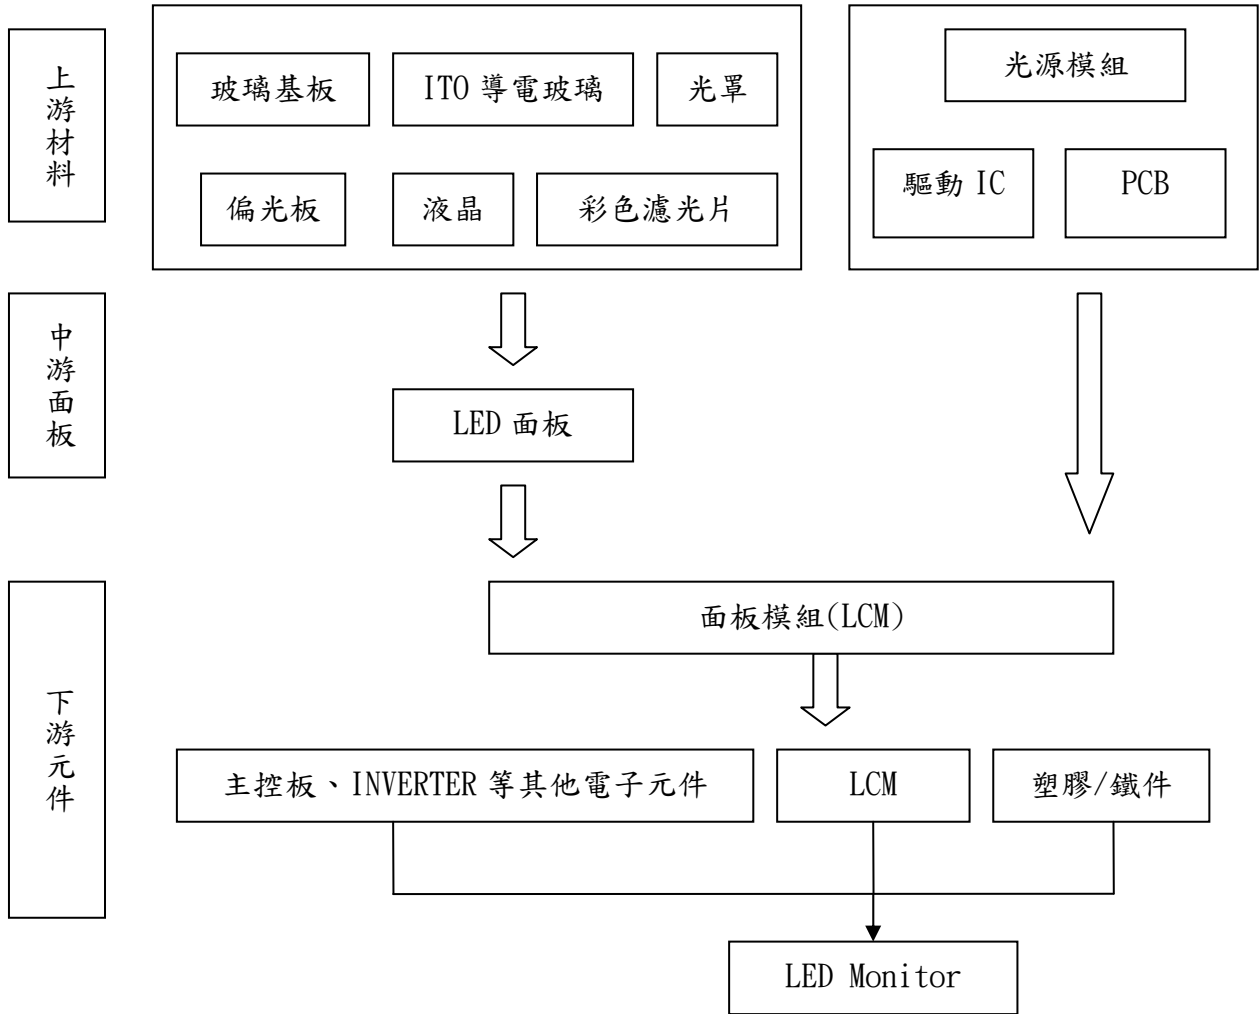 上游材料
玻璃基板
ITO 導電玻璃
光罩
偏光板
液晶
彩色濾光片
光源模組
驅動 IC
PCB
中游面板
LED 面板
下游元件
面板模組(LCM)
主控板、INVERTER 等其他電子元件
LCM
塑膠/鐵件
LED Monitor